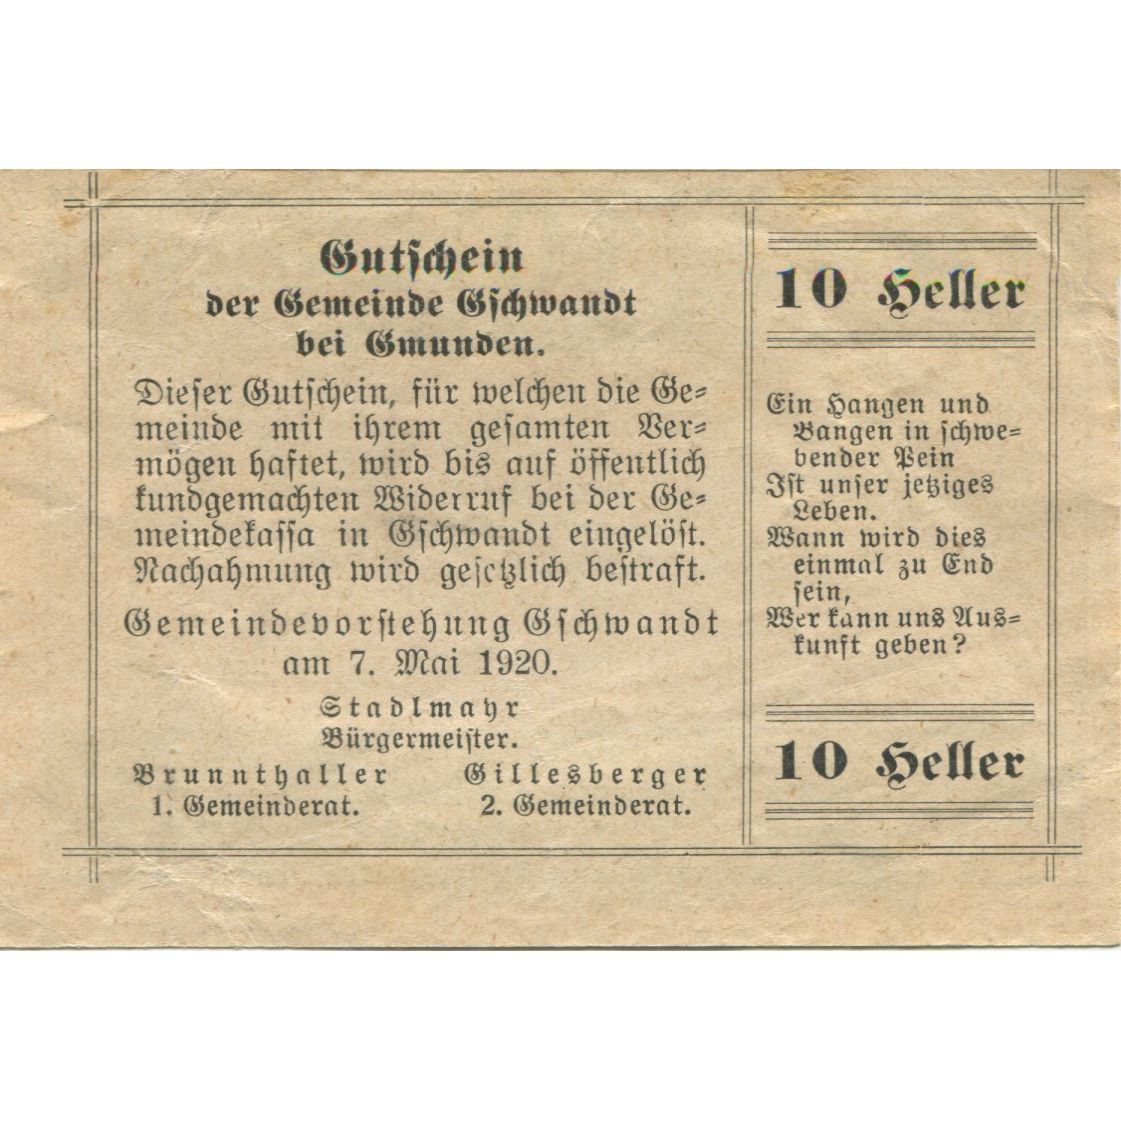 Gutschein
der Gemeinde Gschwandt
bei Gmunden.
Dieser Gutschein, für welchen die Ge=
meinde mit ihrem gesamten Ver=
mögen haftet, wird bis auf öffentlich
kundgemachten Widerruf bei der Ge=
meindekassa in Gschwandt eingelöst.
Nachahmung wird gesetzlich bestraft.
Gemeindevorstehung Gschwandt
am 7. Mai 1920.
Stadlmayr
Bürgermeister.
Brunnthaller Gillesberger
1. Gemeinderat. 2. Gemeinderat.
10 Heller
Ein Hangen und
Bangen in schwe=
bender Pein
Ist unser jetziges
Leben.
Wann wird dies
einmal zu End
sein,
Wer kann uns Aus=
kunft geben?
10 Heller